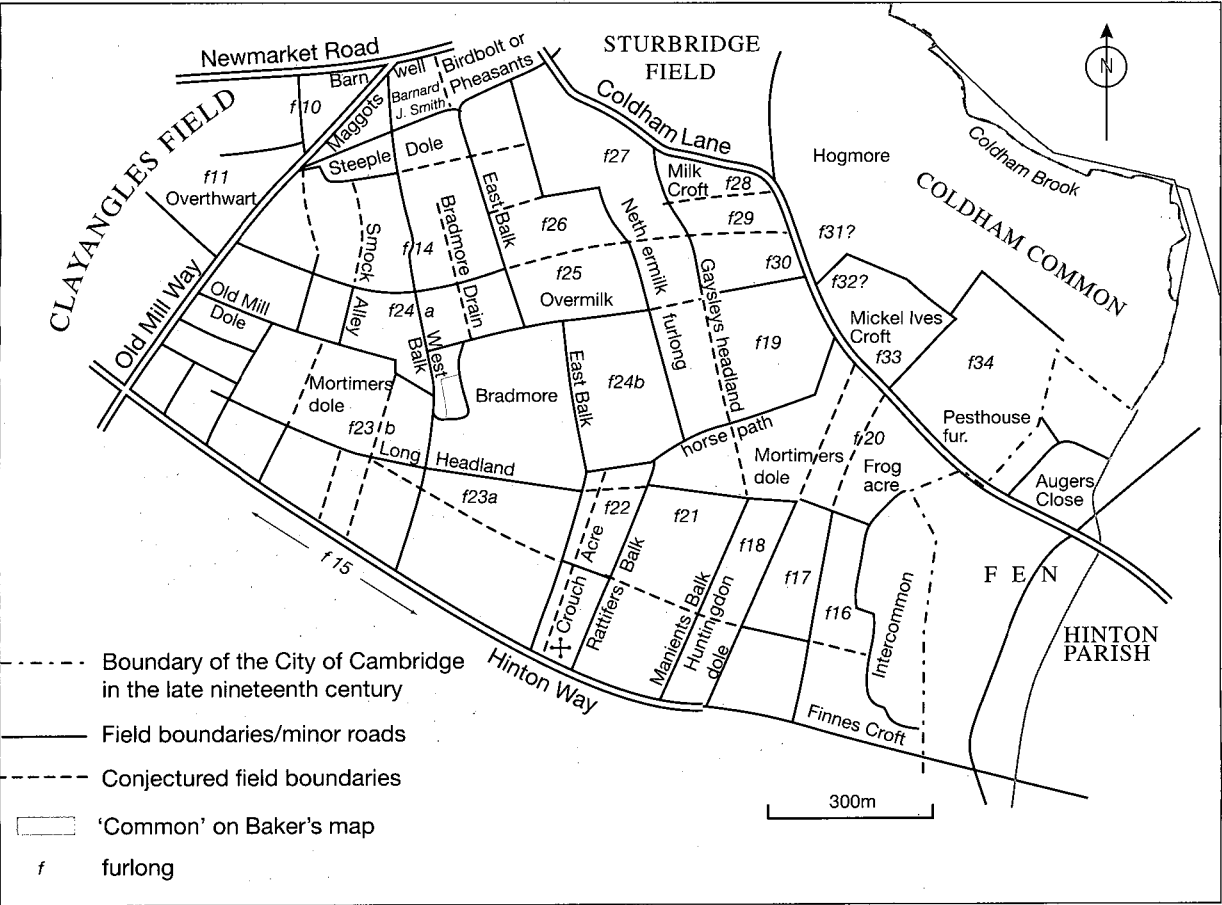 Newmarket Road
Barn
well
Birdbolt or
Pheasants
Barnard
J. Smith
Maggots
f10
STURBRIDGE
FIELD
N
Coldham Lane
Coldham Brook
Hogmore
COLDHAM COMMON
CLAYANGLES FIELD
f11
Overthwart
Steeple Dole
f27
Milk
Croft
f28
f29
f30
f31?
f32?
East Balk
f26
Nethermilk
furlong
Smock
Alley
f14
Bradmore
Drain
f25
Overmilk
Gaysleys headland
Old Mill Way
Old Mill
Dole
f24 a
West
Balk
Mickel Ives
Croft
f33
f34
f19
East Balk
f24b
Bradmore
Mortimers
dole
f23 b
Long Headland
horse path
Pesthouse
fur.
f20
Mortimers
dole
Frog
acre
Augers
Close
f23a
f22
f21
f18
f17
f16
f 15
Crouch Acre
Rattifers Balk
Manients Balk
Huntingdon
dole
Intercommon
FEN
HINTON
PARISH
Hinton Way
Finnes Croft
300m
Boundary of the City of Cambridge
in the late nineteenth century
Field boundaries/minor roads
Conjectured field boundaries
'Common' on Baker's map
f furlong